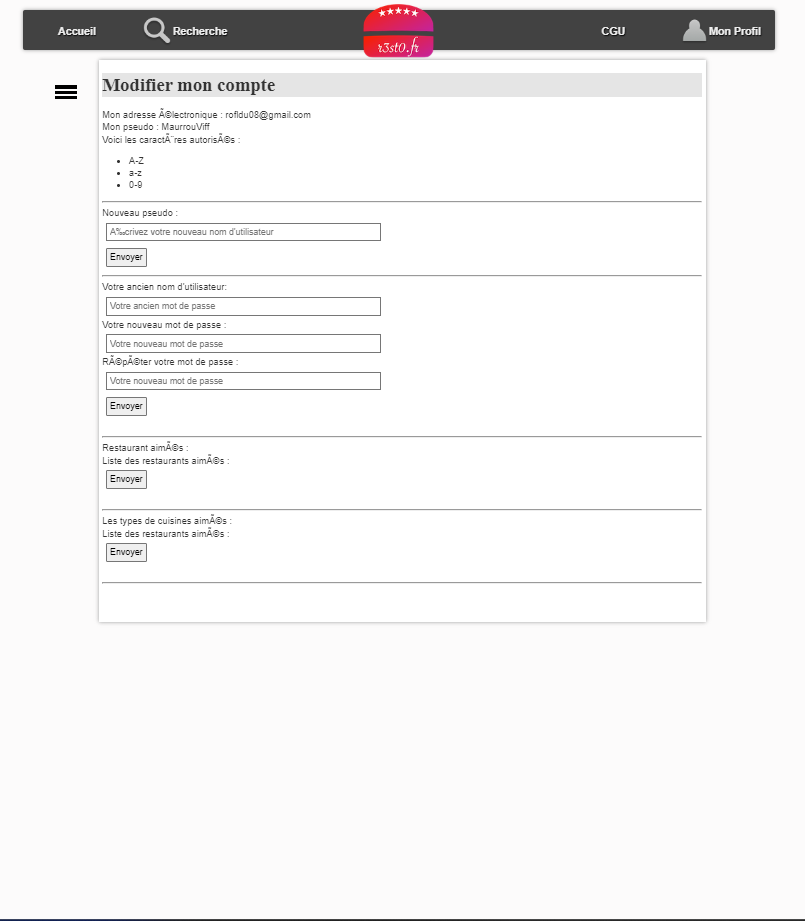 Accueil
Recherche
r3st0.fr
CGU
Mon Profil
Modifier mon compte
Mon adresse Ã©lectronique : rofldu08@gmail.com
Mon pseudo : MaurrouViff
Voici les caractÃ¨res autorisÃ©s :
A-Z
a-z
0-9
Nouveau pseudo :
Ã‰crivez votre nouveau nom d'utilisateur
Envoyer
Votre ancien nom d'utilisateur:
Votre ancien mot de passe
Votre nouveau mot de passe :
Votre nouveau mot de passe
RÃ©pÃ©ter votre mot de passe :
Votre nouveau mot de passe
Envoyer
Restaurant aimÃ©s :
Liste des restaurants aimÃ©s :
Envoyer
Les types de cuisines aimÃ©s :
Liste des restaurants aimÃ©s :
Envoyer